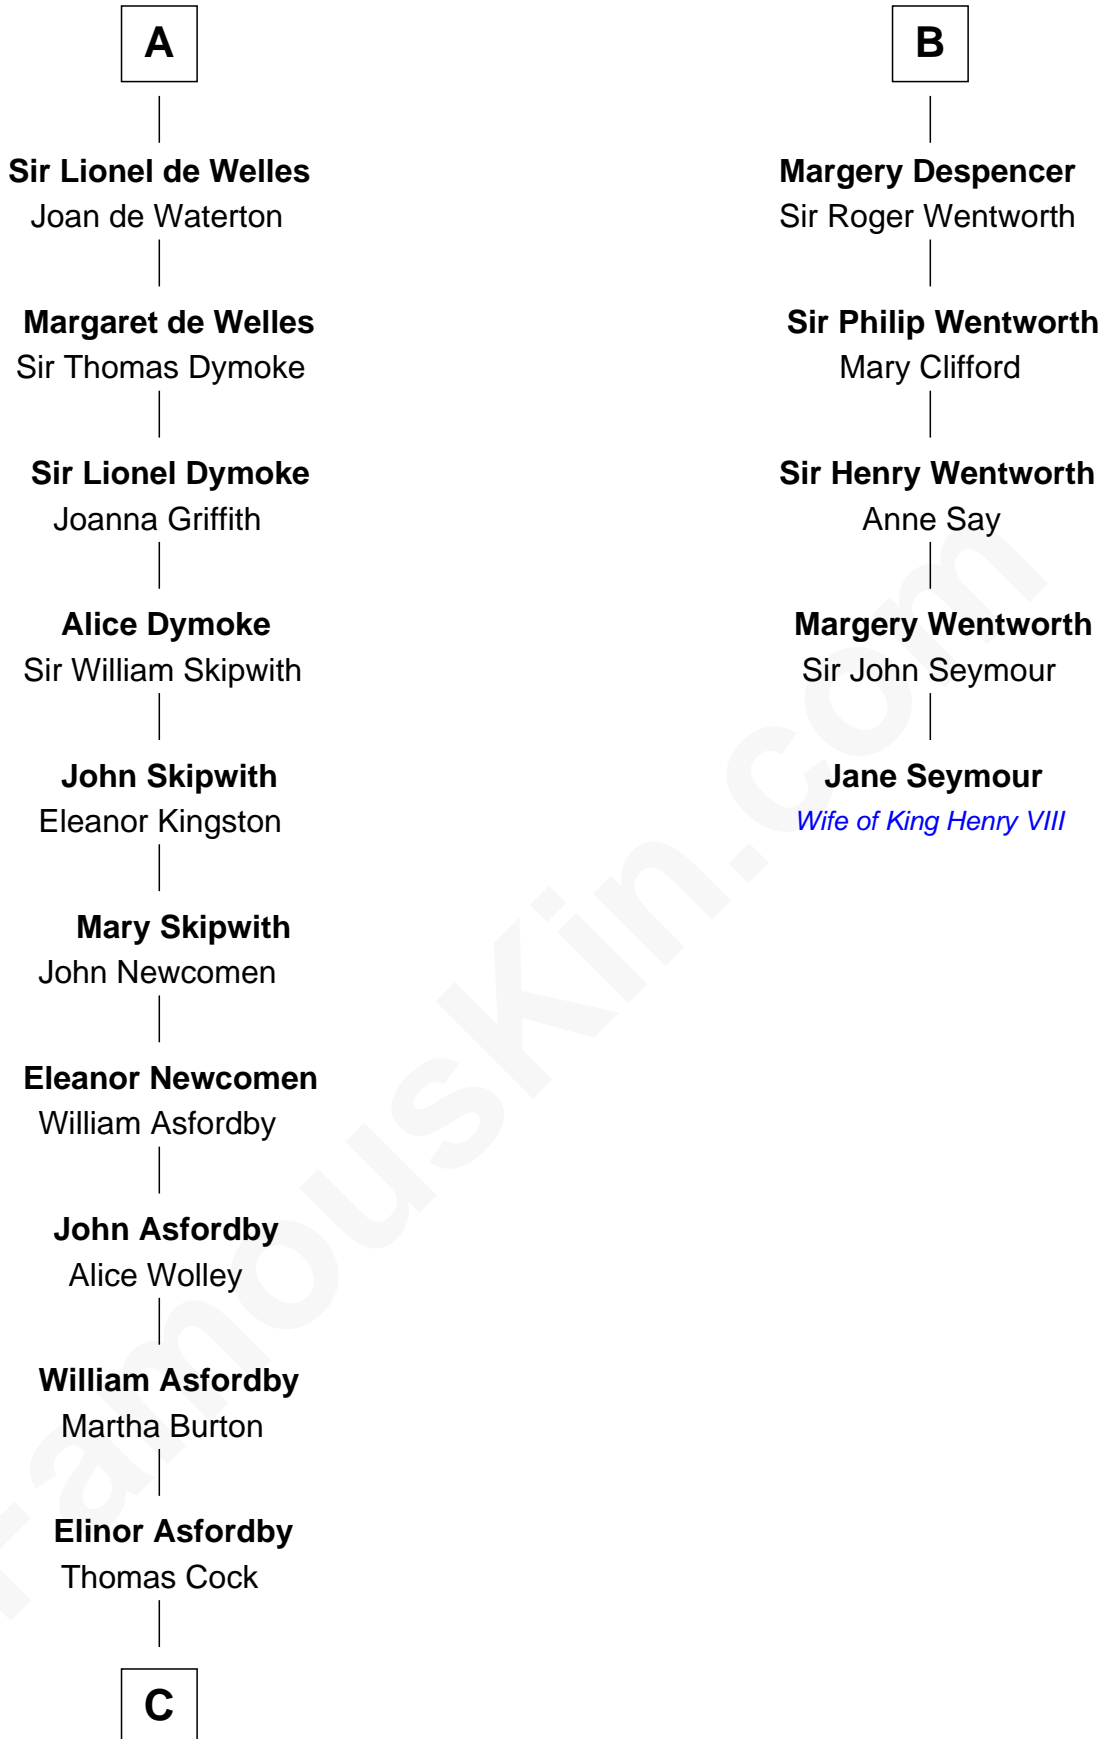 A
Sir Lionel de Welles
Joan de Waterton
Margaret de Welles
Sir Thomas Dymoke
Sir Lionel Dymoke
Joanna Griffith
Alice Dymoke
Sir William Skipwith
John Skipwith
Eleanor Kingston
Mary Skipwith
John Newcomen
Eleanor Newcomen
William Asfordby
John Asfordby
Alice Wolley
William Asfordby
Martha Burton
Elinor Asfordby
Thomas Cock
C
B
Margery Despencer
Sir Roger Wentworth
Sir Philip Wentworth
Mary Clifford
Sir Henry Wentworth
Anne Say
Margery Wentworth
Sir John Seymour
Jane Seymour
Wife of King Henry VIII
FamousKin.com